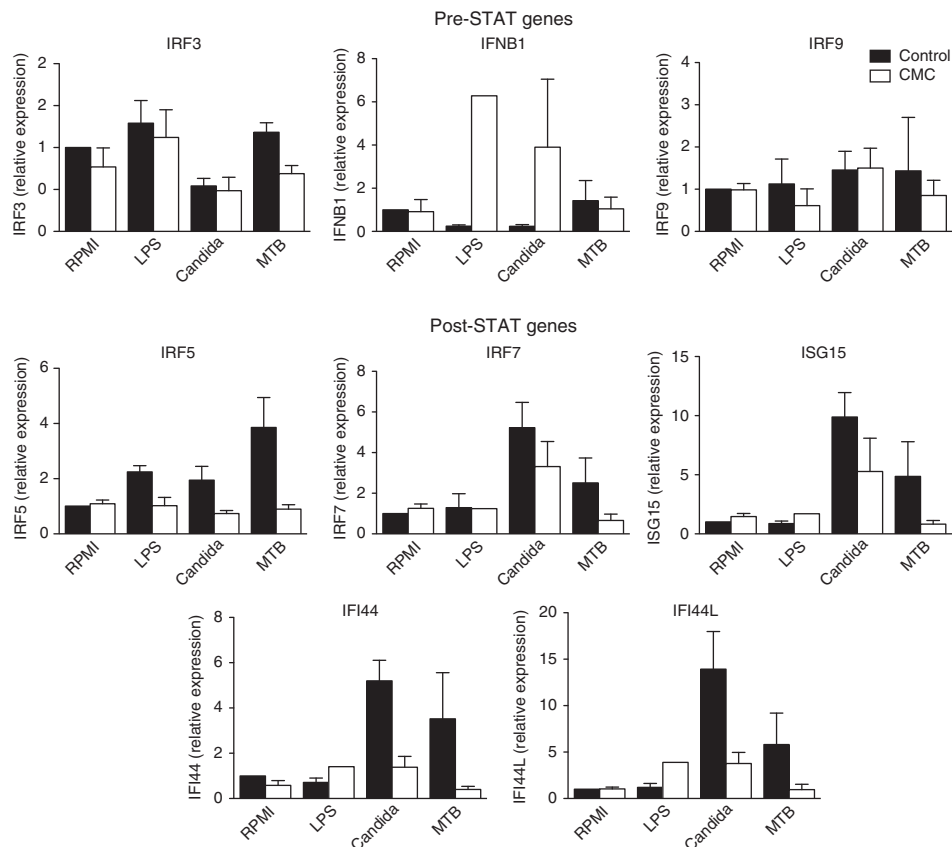 Pre-STAT genes
IRF3
IRF3 (relative expression)
2
2
1
0
0
RPMI
LPS
Candida
MTB
IFNB1
IFNB1 (relative expression)
8
6
4
2
0
RPMI
LPS
Candida
MTB
IRF9
IRF9 (relative expression)
4
3
2
1
0
RPMI
LPS
Candida
MTB
Control
CMC
Post-STAT genes
IRF5
IRF5 (relative expression)
6
4
2
0
RPMI
LPS
Candida
MTB
IRF7
IRF7 (relative expression)
8
6
4
2
0
RPMI
LPS
Candida
MTB
ISG15
ISG15 (relative expression)
15
10
5
0
RPMI
LPS
Candida
MTB
IFI44
IFI44 (relative expression)
8
6
4
2
0
RPMI
LPS
Candida
MTB
IFI44L
IFI44L (relative expression)
20
15
10
5
0
RPMI
LPS
Candida
MTB